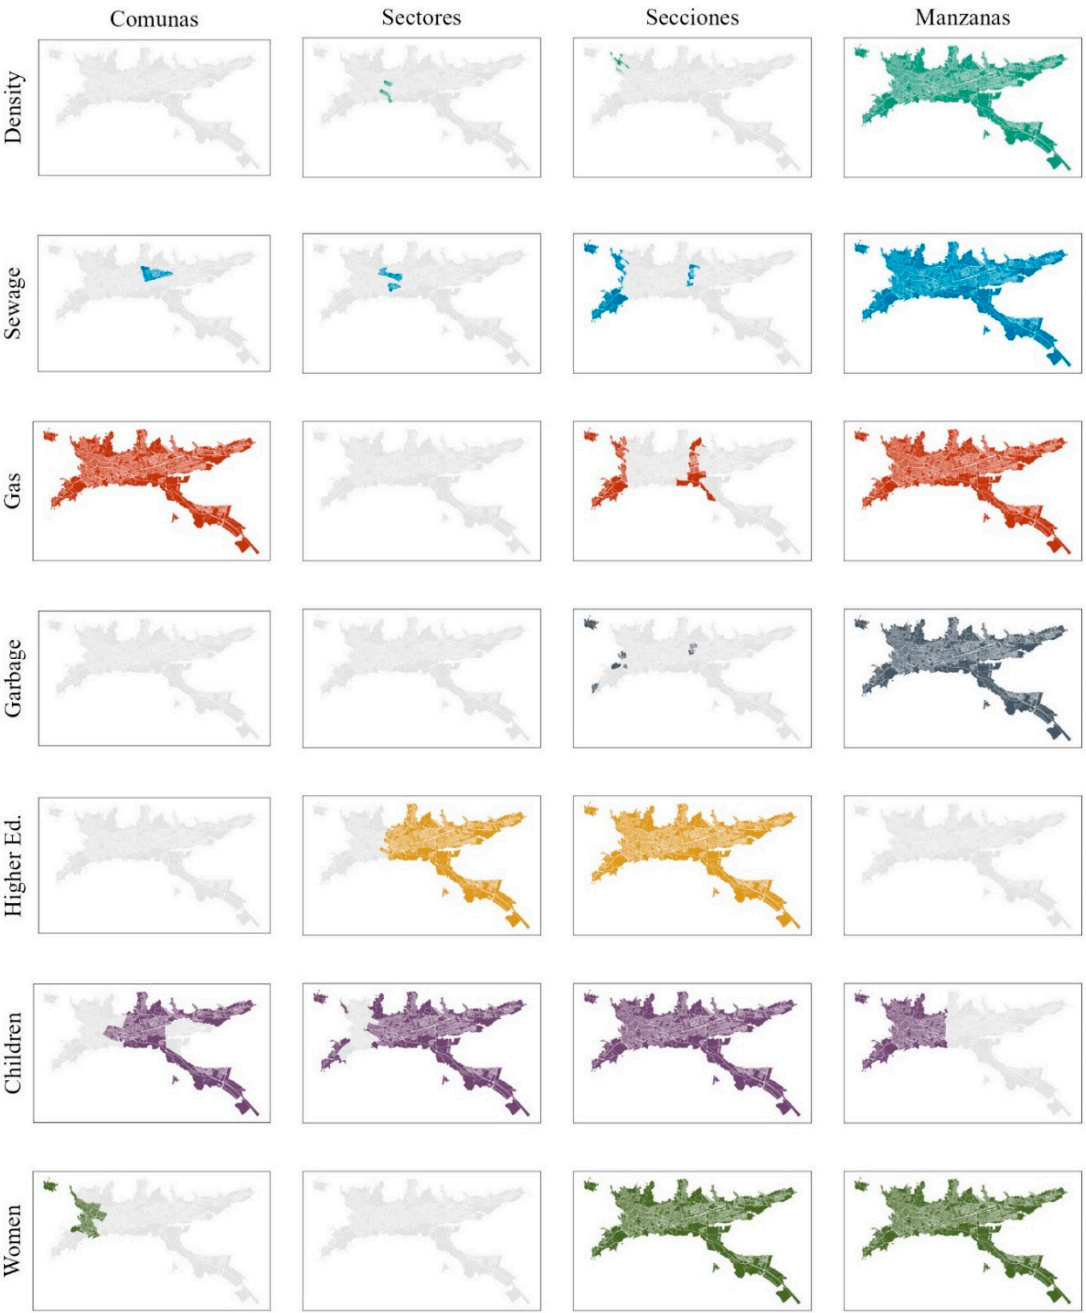 Comunas Sectores Secciones Manzanas
Density
Sewage
Gas
Garbage
Higher Ed.
Children
Women